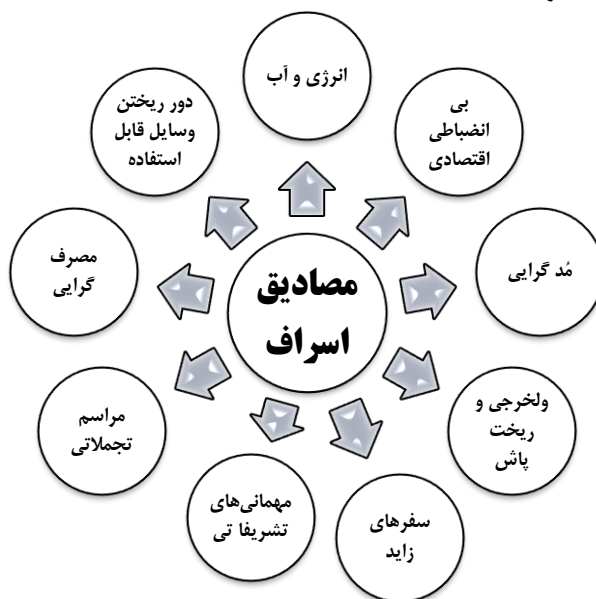 مصادیق
اسراف
انرژی و آب
بی
انضباطی
اقتصادی
مُد گرایی
ولخرجی و
ریخت
پاش
سفرهای
زاید
مهمانی‌های
تشریفا تی
مراسم
تجملاتی
مصرف
گرایی
دور ریختن
وسایل قابل
استفاده